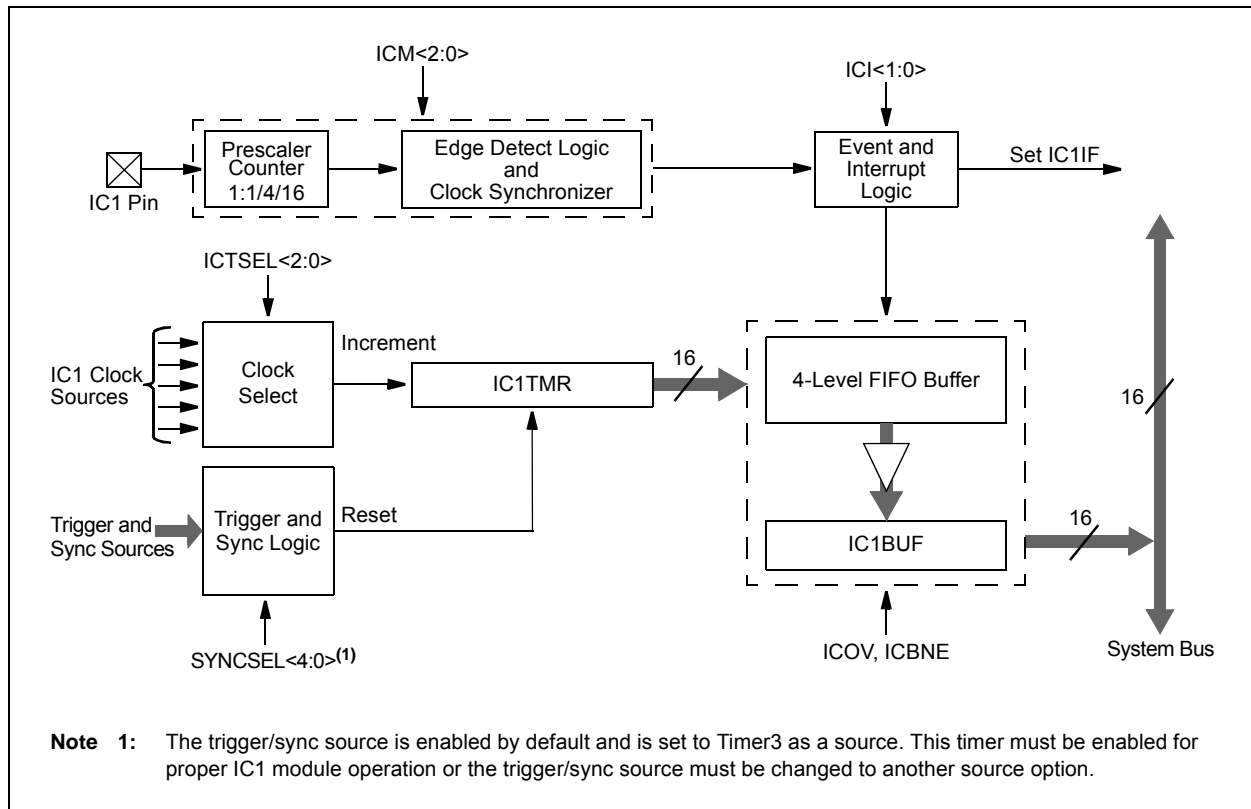 ICM<2:0>
ICI<1:0>
Prescaler
Counter
1:1/4/16
Edge Detect Logic
and
Clock Synchronizer
Event and
Interrupt
Logic
Set IC1IF
IC1 Pin
ICTSEL<2:0>
IC1 Clock
Sources
Clock
Select
Increment
IC1TMR
16
4-Level FIFO Buffer
16
Trigger and
Sync Sources
Trigger and
Sync Logic
Reset
IC1BUF
16
SYNCSEL<4:0>(1)
ICOV, ICBNE
System Bus
Note 1: The trigger/sync source is enabled by default and is set to Timer3 as a source. This timer must be enabled for
proper IC1 module operation or the trigger/sync source must be changed to another source option.